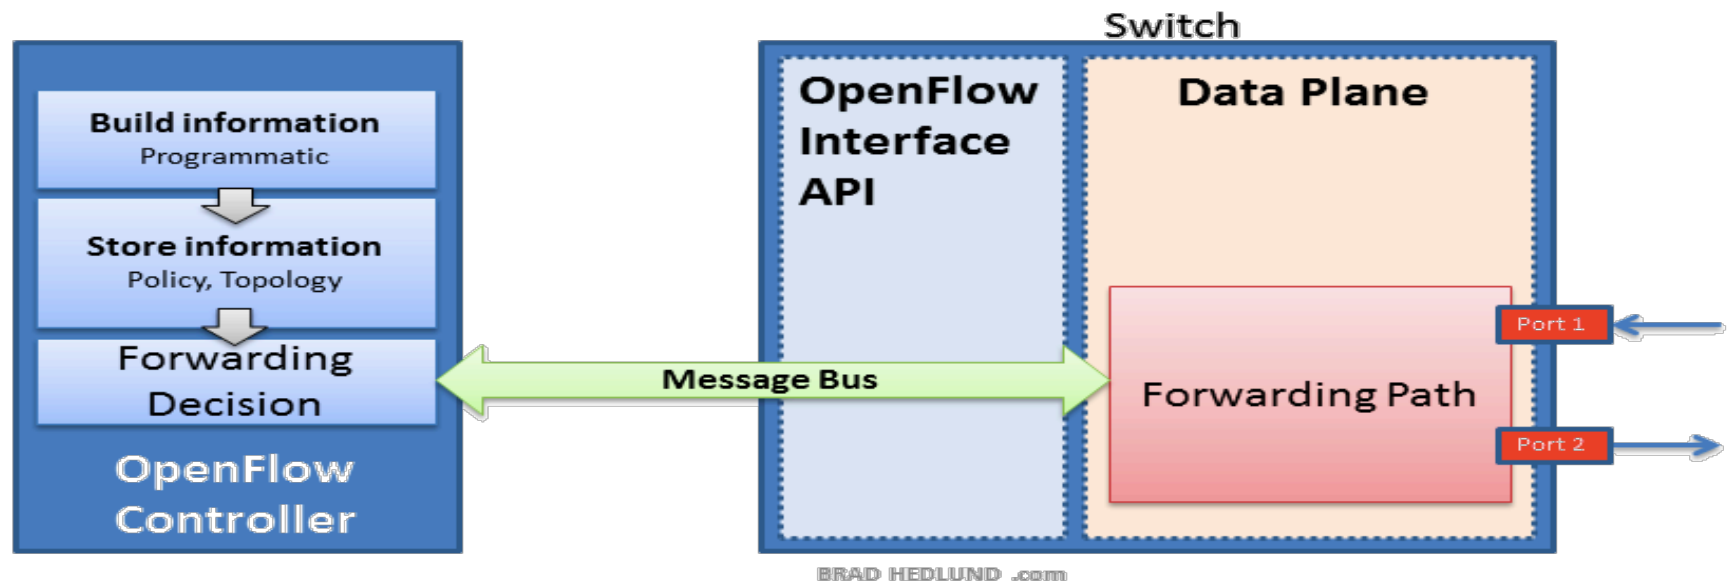 Switch
Build information
Programmatic
Store information
Policy, Topology
Forwarding
Decision
OpenFlow
Controller
Message Bus
OpenFlow
Interface
API
Data Plane
Forwarding Path
Port 1
Port 2
BRAD HEDLUND .com